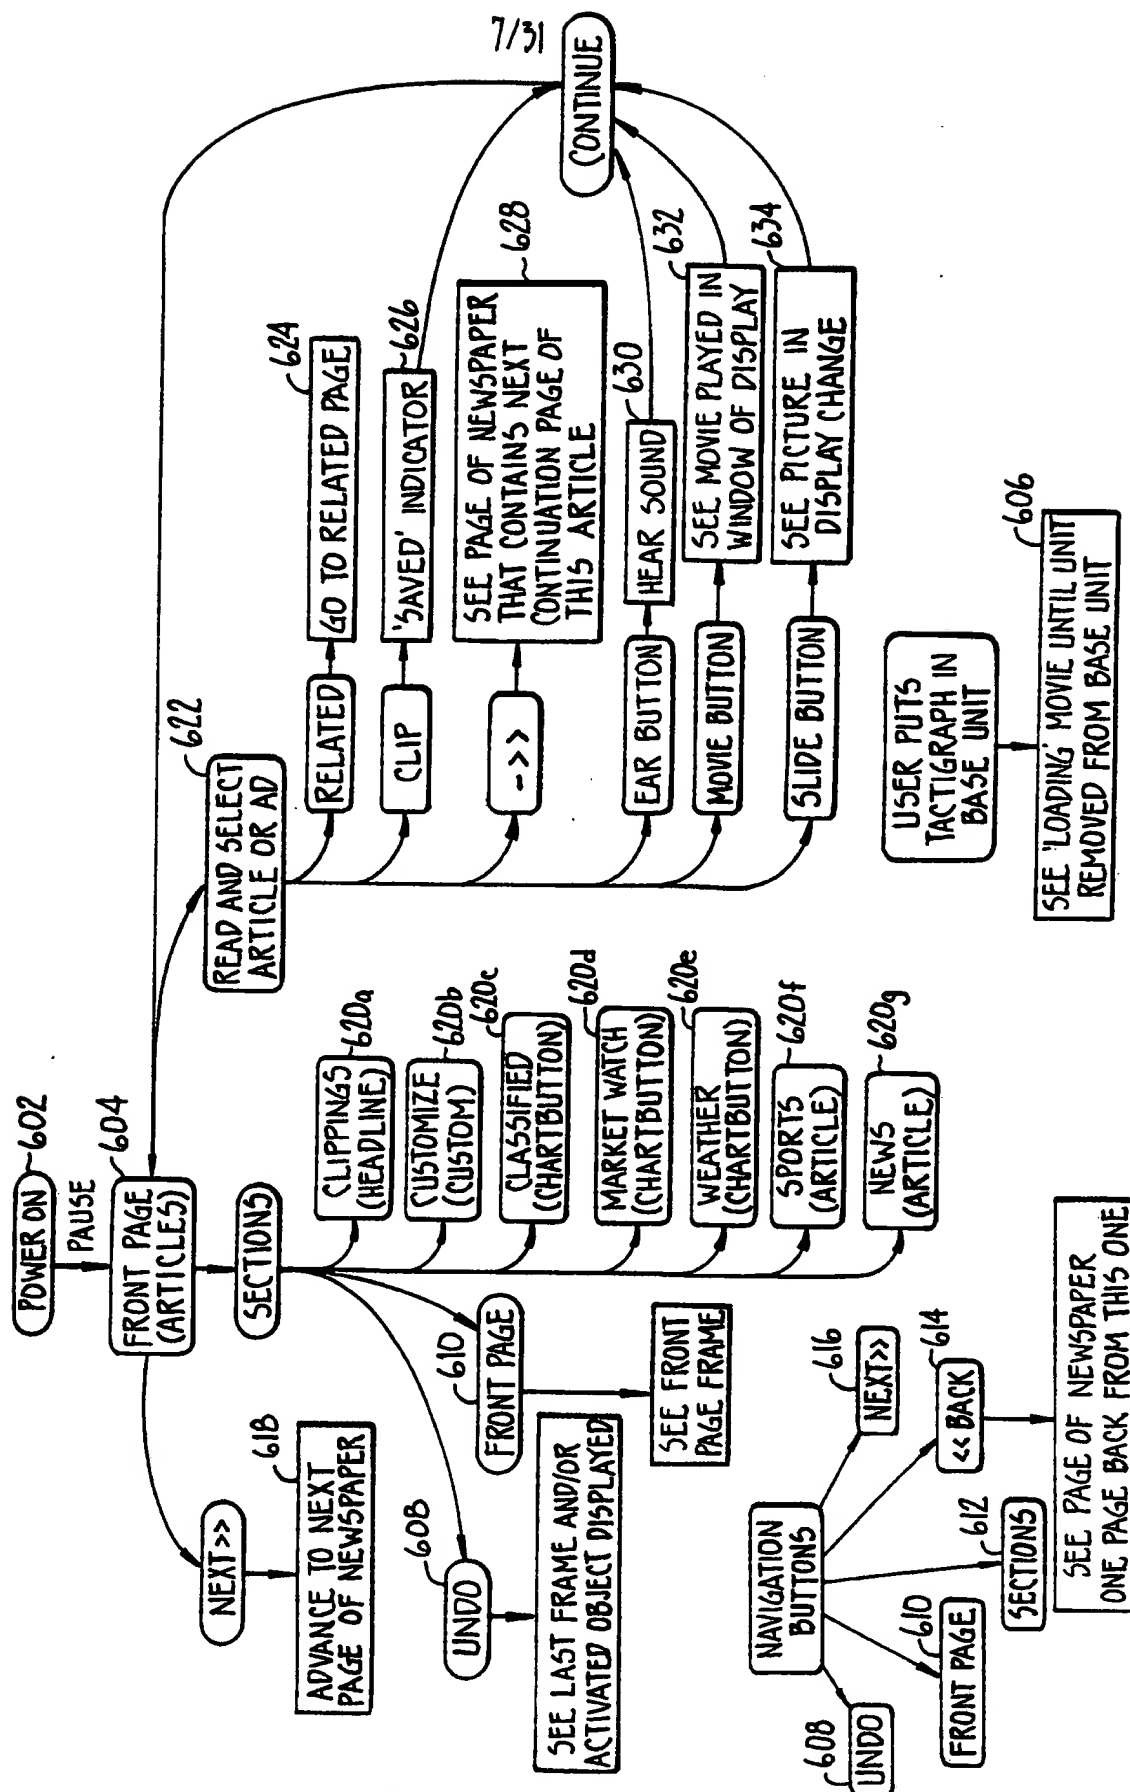 7/31
POWER ON
602
PAUSE
604
FRONT PAGE
(ARTICLES)
NEXT>>
618
ADVANCE TO NEXT
PAGE OF NEWSPAPER
SECTIONS
608
UNDO
SEE LAST FRAME AND/OR
ACTIVATED OBJECT DISPLAYED
610
FRONT PAGE
SEE FRONT
PAGE FRAME
CLIPPINGS
(HEADLINE)
620a
CUSTOMIZE
(CUSTOM)
620b
CLASSIFIED
(CHARTBUTTON)
620c
MARKET WATCH
(CHARTBUTTON)
620d
WEATHER
(CHARTBUTTON)
620e
SPORTS
(ARTICLE)
620f
NEWS
(ARTICLE)
620g
622
READ AND SELECT
ARTICLE OR AD
RELATED
GO TO RELATED PAGE
624
CLIP
'SAVED' INDICATOR
626
->>
SEE PAGE OF NEWSPAPER
THAT CONTAINS NEXT
CONTINUATION PAGE OF
THIS ARTICLE
628
EAR BUTTON
HEAR SOUND
630
MOVIE BUTTON
SEE MOVIE PLAYED IN
WINDOW OF DISPLAY
632
SLIDE BUTTON
SEE PICTURE IN
DISPLAY CHANGE
634
CONTINUE
NAVIGATION
BUTTONS
608
UNDO
610
FRONT PAGE
612
SECTIONS
614
<<BACK
616
NEXT>>
SEE PAGE OF NEWSPAPER
ONE PAGE BACK FROM THIS ONE
USER PUTS
TACTIGRAPH IN
BASE UNIT
606
SEE 'LOADING' MOVIE UNTIL UNIT
REMOVED FROM BASE UNIT